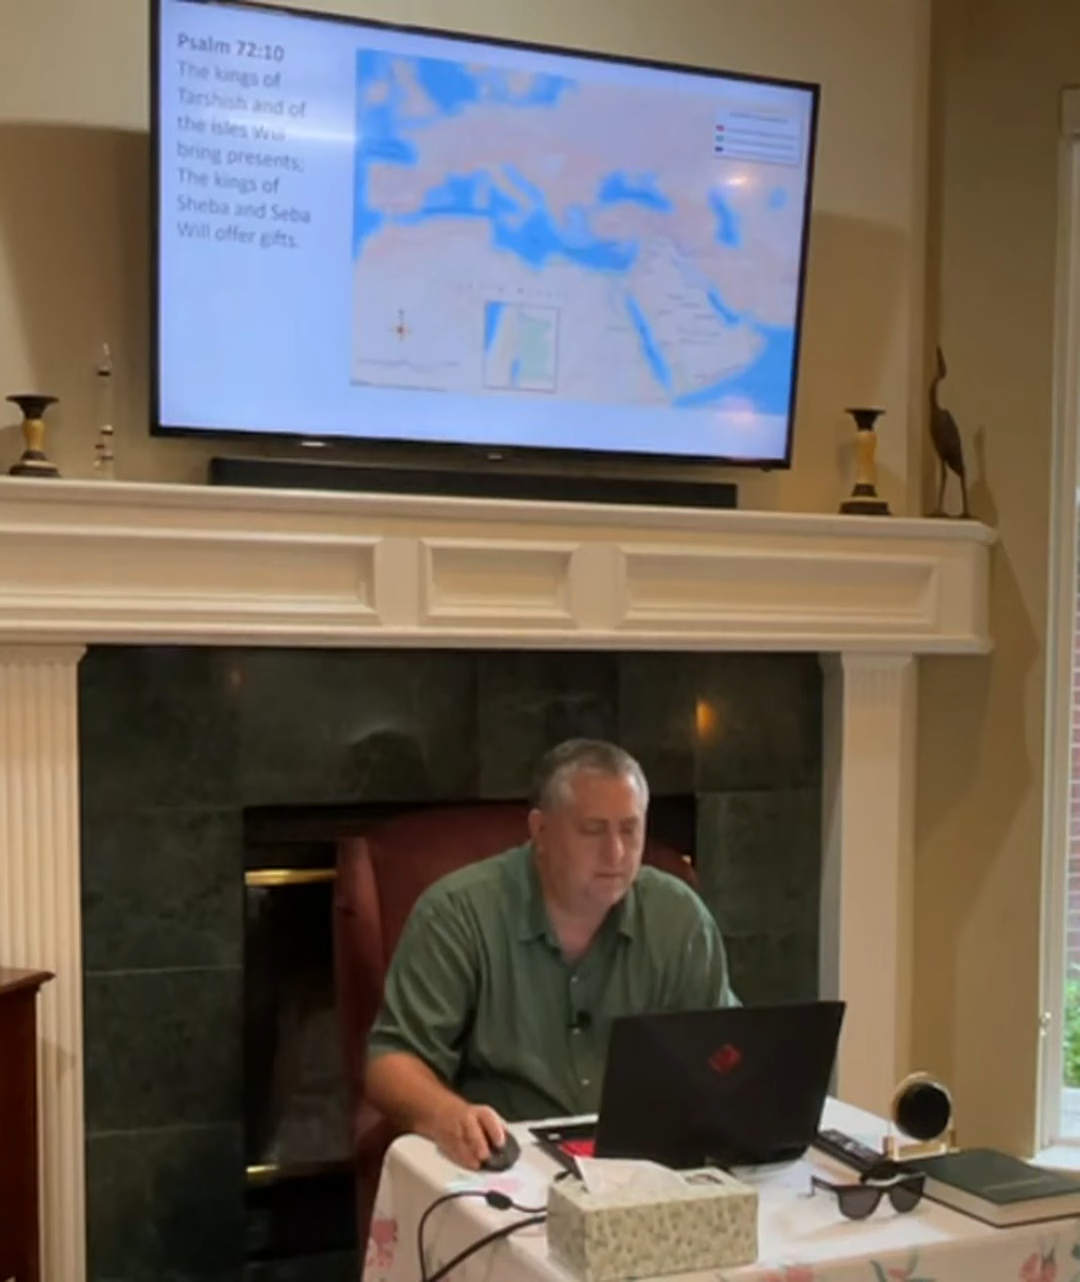 Psalm 72:10
The kings of
Tarshish and of
the isles Will
bring presents;
The kings of
Sheba and Seba
Will offer gifts.